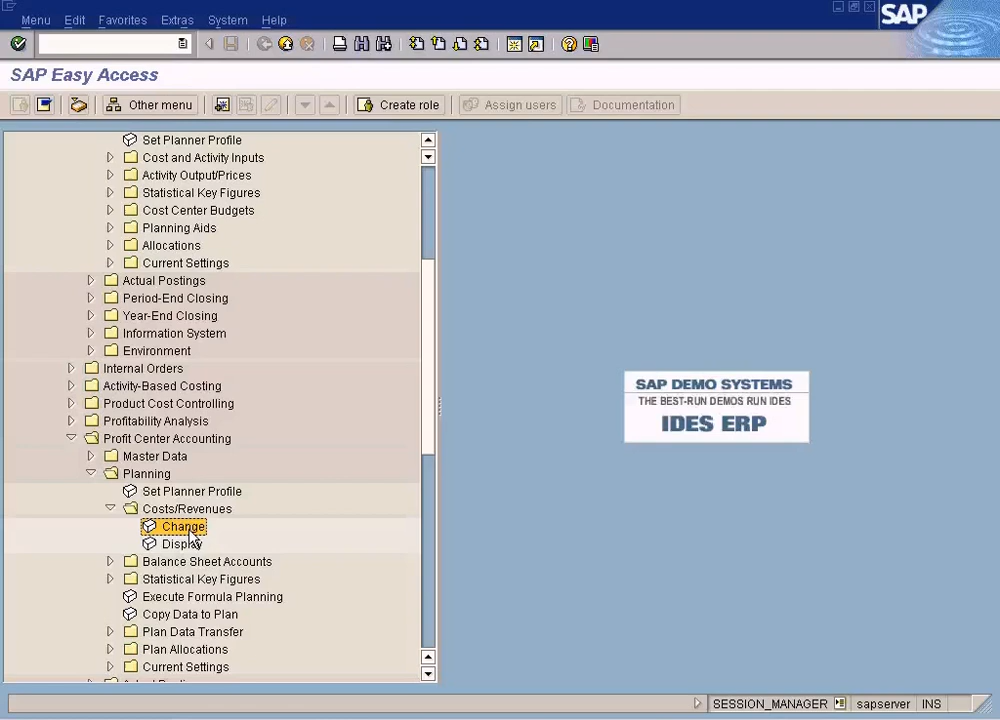 Menu Edit Favorites Extras System Help
SAP
SAP Easy Access
Other menu Create role Assign users Documentation
Set Planner Profile
Cost and Activity Inputs
Activity Output/Prices
Statistical Key Figures
Cost Center Budgets
Planning Aids
Allocations
Current Settings
Actual Postings
Period-End Closing
Year-End Closing
Information System
Environment
Internal Orders
Activity-Based Costing
Product Cost Controlling
Profitability Analysis
Profit Center Accounting
Master Data
Planning
Set Planner Profile
Costs/Revenues
Change
Display
Balance Sheet Accounts
Statistical Key Figures
Execute Formula Planning
Copy Data to Plan
Plan Data Transfer
Plan Allocations
Current Settings
SAP DEMO SYSTEMS
THE BEST-RUN DEMOS RUN IDES
IDES ERP
SESSION_MANAGER sapserver INS